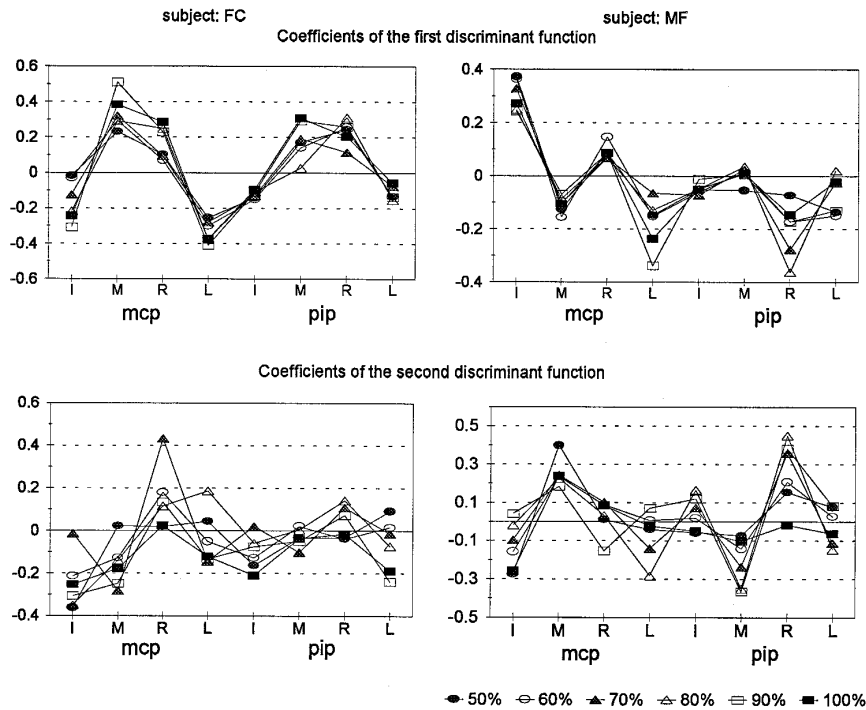 subject: FC
subject: MF
Coefficients of the first discriminant function
0.6
0.4
0.2
0
-0.2
-0.4
-0.6
I M R L I M R L
mcp pip
0.4
0.2
0
-0.2
-0.4
I M R L I M R L
mcp pip
Coefficients of the second discriminant function
0.6
0.4
0.2
0
-0.2
-0.4
I M R L I M R L
mcp pip
0.5
0.3
0.1
-0.1
-0.3
-0.5
I M R L I M R L
mcp pip
50% 60% 70% 80% 90% 100%